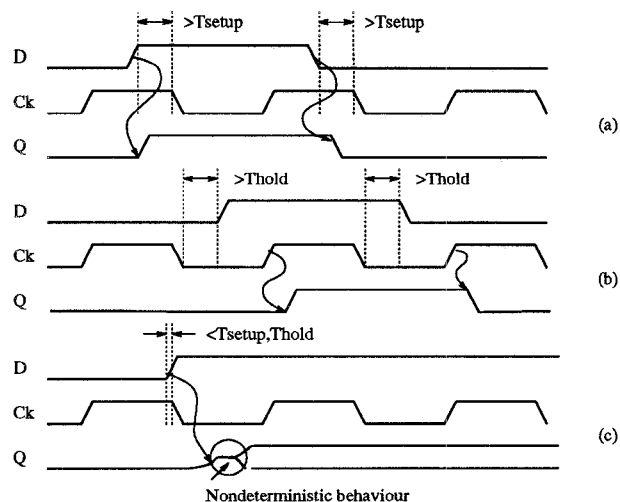 >Tsetup >Tsetup
D
Ck
(a)
Q
>Thold >Thold
D
Ck
(b)
Q
<Tsetup,Thold
D
Ck
(c)
Q
Nondeterministic behaviour